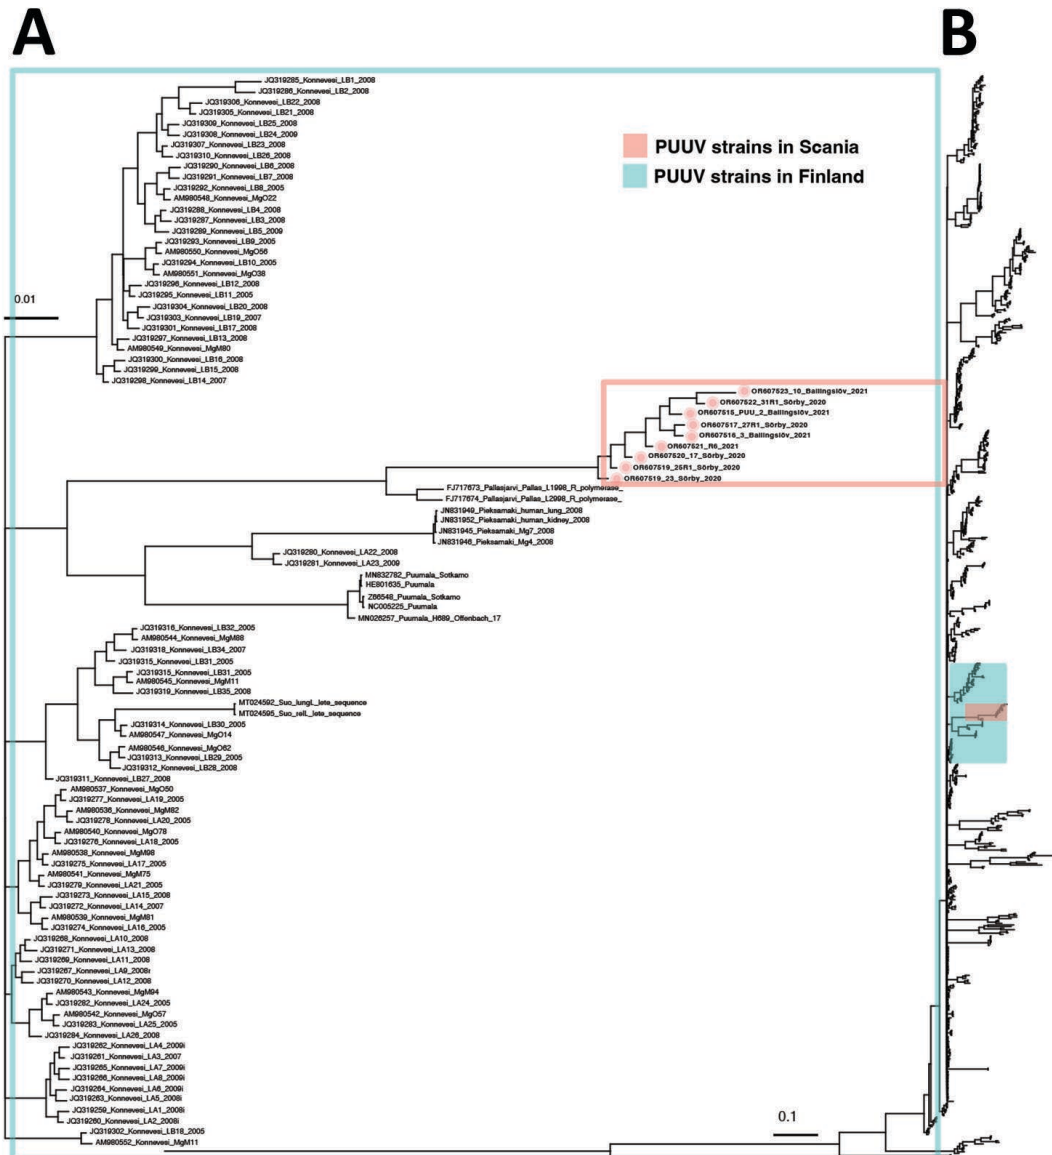 A
B
JQ319285_Konnevesi_LB1_2008
JQ319286_Konnevesi_LB2_2008
JQ319306_Konnevesi_LB22_2008
JQ319305_Konnevesi_LB21_2008
JQ319309_Konnevesi_LB25_2008
JQ319308_Konnevesi_LB24_2009
JQ319307_Konnevesi_LB23_2008
JQ319310_Konnevesi_LB26_2008
JQ319290_Konnevesi_LB6_2008
JQ319291_Konnevesi_LB7_2008
JQ319292_Konnevesi_LB8_2005
AM980548_Konnevesi_MgO22
JQ319288_Konnevesi_LB4_2008
JQ319287_Konnevesi_LB3_2008
JQ319289_Konnevesi_LB5_2009
JQ319293_Konnevesi_LB9_2005
AM980550_Konnevesi_MgO56
JQ319294_Konnevesi_LB10_2005
AM980551_Konnevesi_MgO38
JQ319296_Konnevesi_LB12_2008
JQ319295_Konnevesi_LB11_2005
JQ319304_Konnevesi_LB20_2008
JQ319303_Konnevesi_LB19_2007
JQ319301_Konnevesi_LB17_2008
JQ319297_Konnevesi_LB13_2008
AM980549_Konnevesi_MgM80
JQ319300_Konnevesi_LB16_2008
JQ319299_Konnevesi_LB15_2008
JQ319298_Konnevesi_LB14_2007
PUUV strains in Scania
PUUV strains in Finland
0.01
OR607523_10_Ballingslöv_2021
OR607522_31R1_Sörby_2020
OR607515_PUU_2_Ballingslöv_2021
OR607517_27R1_Sörby_2020
OR607516_3_Ballingslöv_2021
OR607521_R6_2021
OR607520_17_Sörby_2020
OR607519_25R1_Sörby_2020
OR607519_23_Sörby_2020
FJ717673_Pallasjarvi_Pallas_L1998_R_polymerase_
FJ717674_Pallasjarvi_Pallas_L2998_R_polymerase_
JN831949_Pieksamaki_human_lung_2008
JN831952_Pieksamaki_human_kidney_2008
JN831945_Pieksamaki_Mg7_2008
JN831946_Pieksamaki_Mg4_2008
JQ319280_Konnevesi_LA22_2008
JQ319281_Konnevesi_LA23_2009
MN832782_Puumala_Sotkamo
HE801635_Puumala
Z66548_Puumala_Sotkamo
NC005225_Puumala
MN026257_Puumala_H689_Offenbach_17
JQ319316_Konnevesi_LB32_2005
AM980544_Konnevesi_MgM88
JQ319318_Konnevesi_LB34_2007
JQ319315_Konnevesi_LB31_2005
JQ319315_Konnevesi_LB31_2005
AM980545_Konnevesi_MgM11
JQ319319_Konnevesi_LB35_2008
MT024592_Suo_lungL_lete_sequence
MT024595_Suo_relL_lete_sequence
JQ319314_Konnevesi_LB30_2005
AM980547_Konnevesi_MgO14
AM980546_Konnevesi_MgO62
JQ319313_Konnevesi_LB29_2005
JQ319312_Konnevesi_LB28_2008
JQ319311_Konnevesi_LB27_2008
AM980537_Konnevesi_MgO50
JQ319277_Konnevesi_LA19_2005
AM980536_Konnevesi_MgM82
JQ319278_Konnevesi_LA20_2005
AM980540_Konnevesi_MgO78
JQ319276_Konnevesi_LA18_2005
AM980538_Konnevesi_MgM98
JQ319275_Konnevesi_LA17_2005
AM980541_Konnevesi_MgM75
JQ319279_Konnevesi_LA21_2005
JQ319273_Konnevesi_LA15_2008
JQ319272_Konnevesi_LA14_2007
AM980539_Konnevesi_MgM81
JQ319274_Konnevesi_LA16_2005
JQ319268_Konnevesi_LA10_2008
JQ319271_Konnevesi_LA13_2008
JQ319269_Konnevesi_LA11_2008
JQ319267_Konnevesi_LA9_2008r
JQ319270_Konnevesi_LA12_2008
AM980543_Konnevesi_MgM94
JQ319282_Konnevesi_LA24_2005
AM980542_Konnevesi_MgO57
JQ319283_Konnevesi_LA25_2005
JQ319284_Konnevesi_LA26_2008
JQ319262_Konnevesi_LA4_2009i
JQ319261_Konnevesi_LA3_2007
JQ319265_Konnevesi_LA7_2009i
JQ319266_Konnevesi_LA8_2009i
JQ319264_Konnevesi_LA6_2009i
JQ319263_Konnevesi_LA5_2008i
JQ319259_Konnevesi_LA1_2008i
JQ319260_Konnevesi_LA2_2008i
JQ319302_Konnevesi_LB18_2005
AM980552_Konnevesi_MgM11
0.1